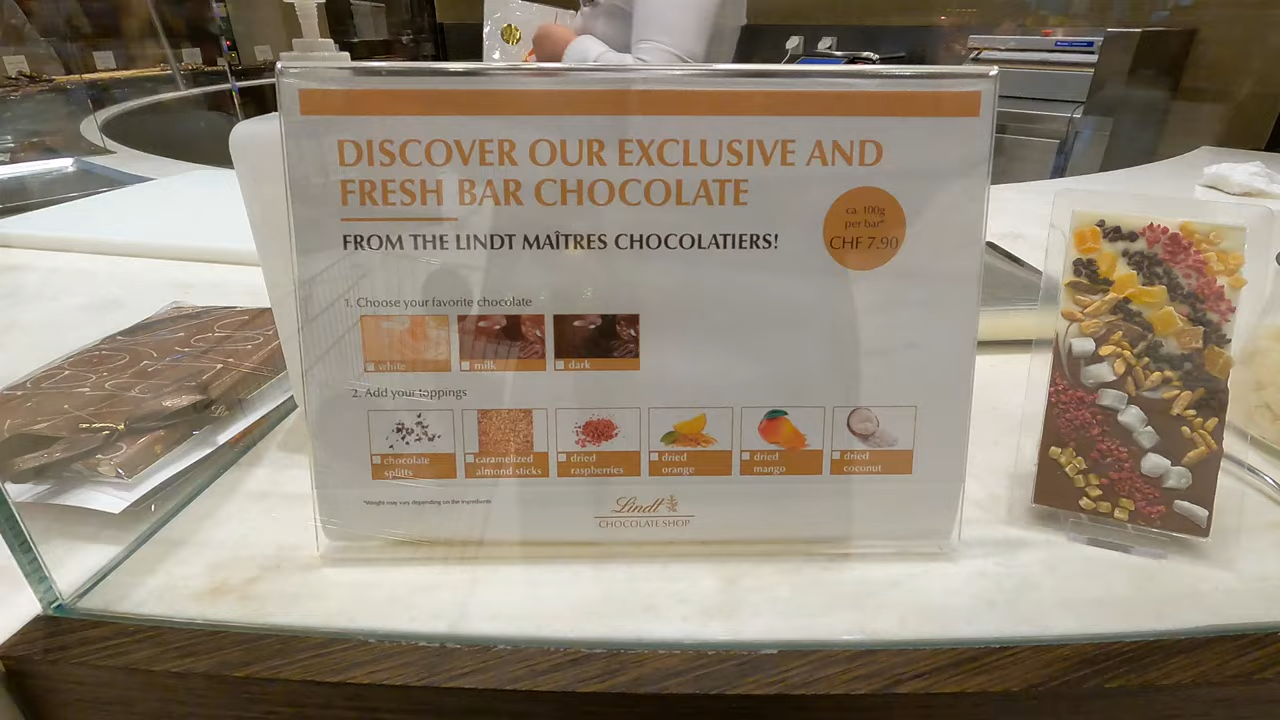 DISCOVER OUR EXCLUSIVE AND
FRESH BAR CHOCOLATE
ca. 100g
per bar*
CHF 7.90
FROM THE LINDT MAÎTRES CHOCOLATIERS!
1. Choose your favorite chocolate
white
milk
dark
2. Add your toppings
chocolate
splitts
caramelized
almond sticks
dried
raspberries
dried
orange
dried
mango
dried
coconut
*Weight may vary depending on the ingredients
Lindt
CHOCOLATE SHOP